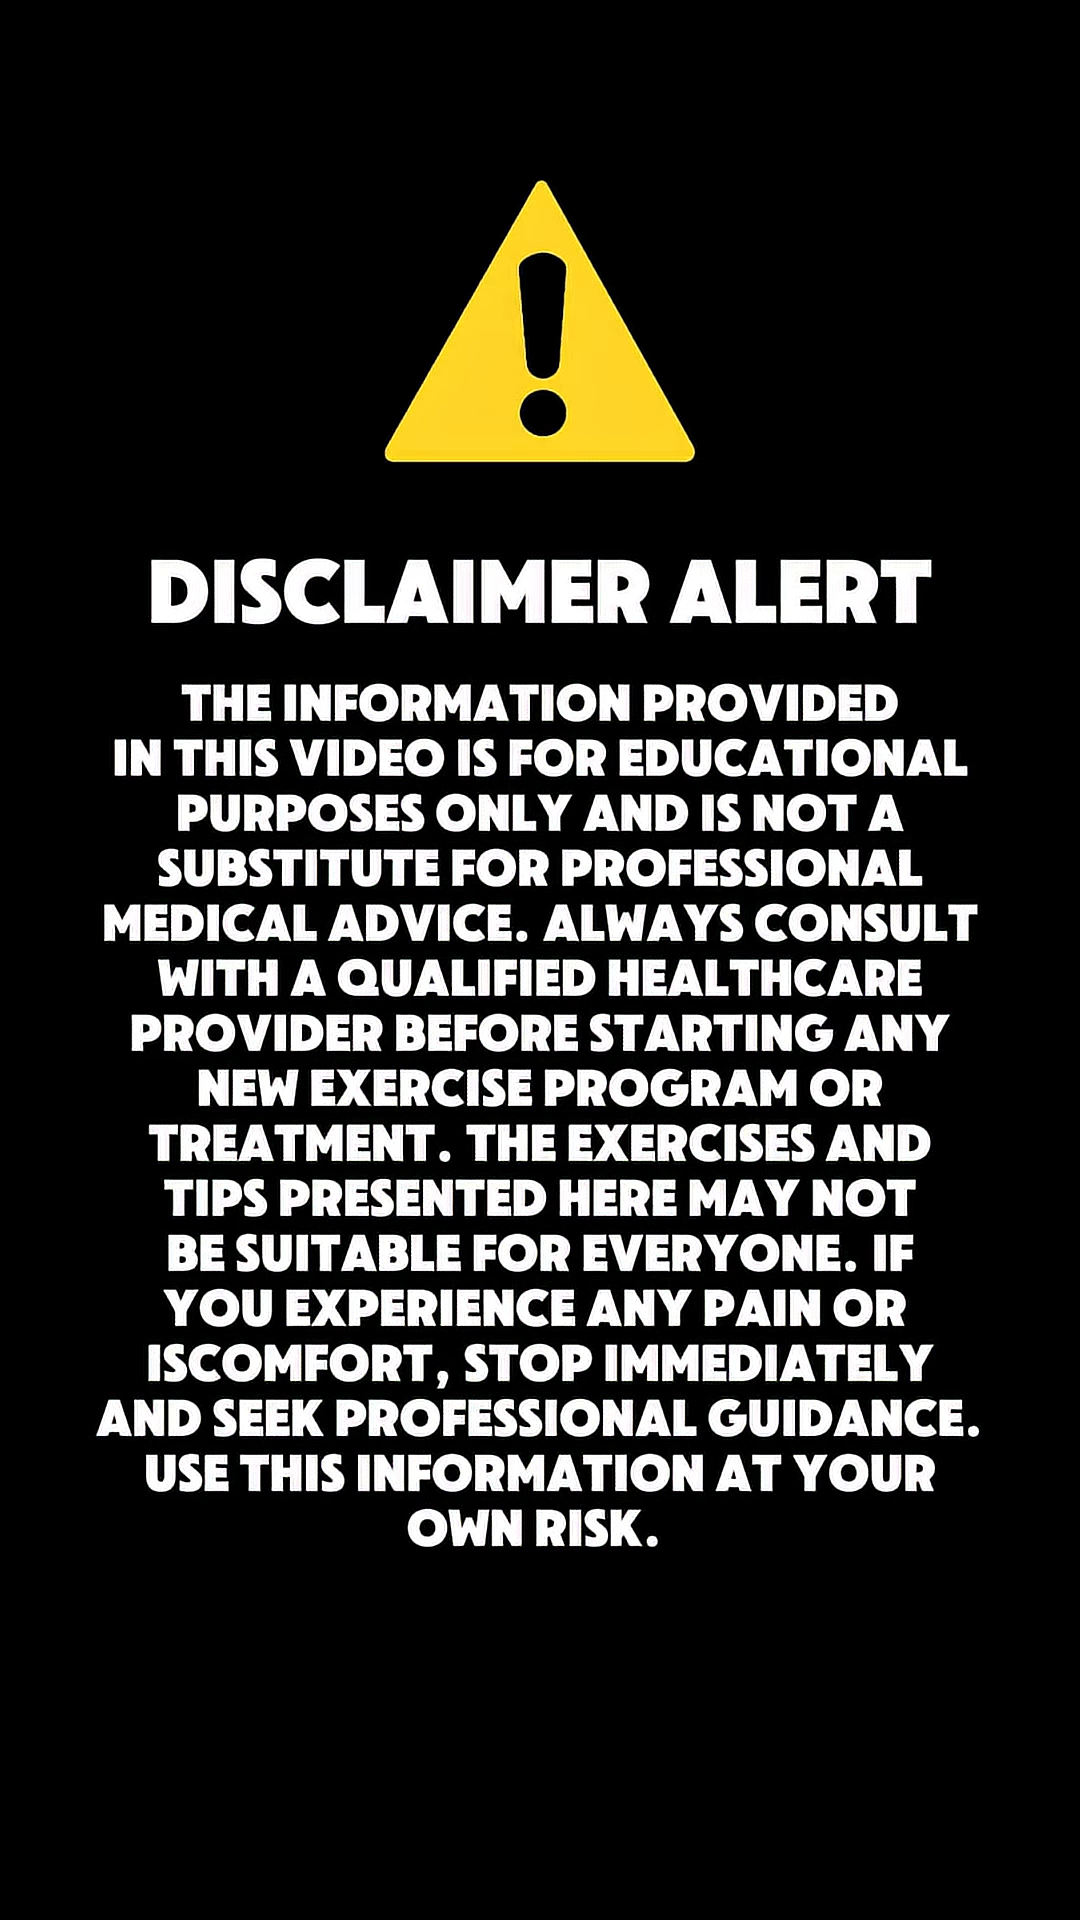 DISCLAIMER ALERT
THE INFORMATION PROVIDED
IN THIS VIDEO IS FOR EDUCATIONAL
PURPOSES ONLY AND IS NOT A
SUBSTITUTE FOR PROFESSIONAL
MEDICAL ADVICE. ALWAYS CONSULT
WITH A QUALIFIED HEALTHCARE
PROVIDER BEFORE STARTING ANY
NEW EXERCISE PROGRAM OR
TREATMENT. THE EXERCISES AND
TIPS PRESENTED HERE MAY NOT
BE SUITABLE FOR EVERYONE. IF
YOU EXPERIENCE ANY PAIN OR
ISCOMFORT, STOP IMMEDIATELY
AND SEEK PROFESSIONAL GUIDANCE.
USE THIS INFORMATION AT YOUR
OWN RISK.